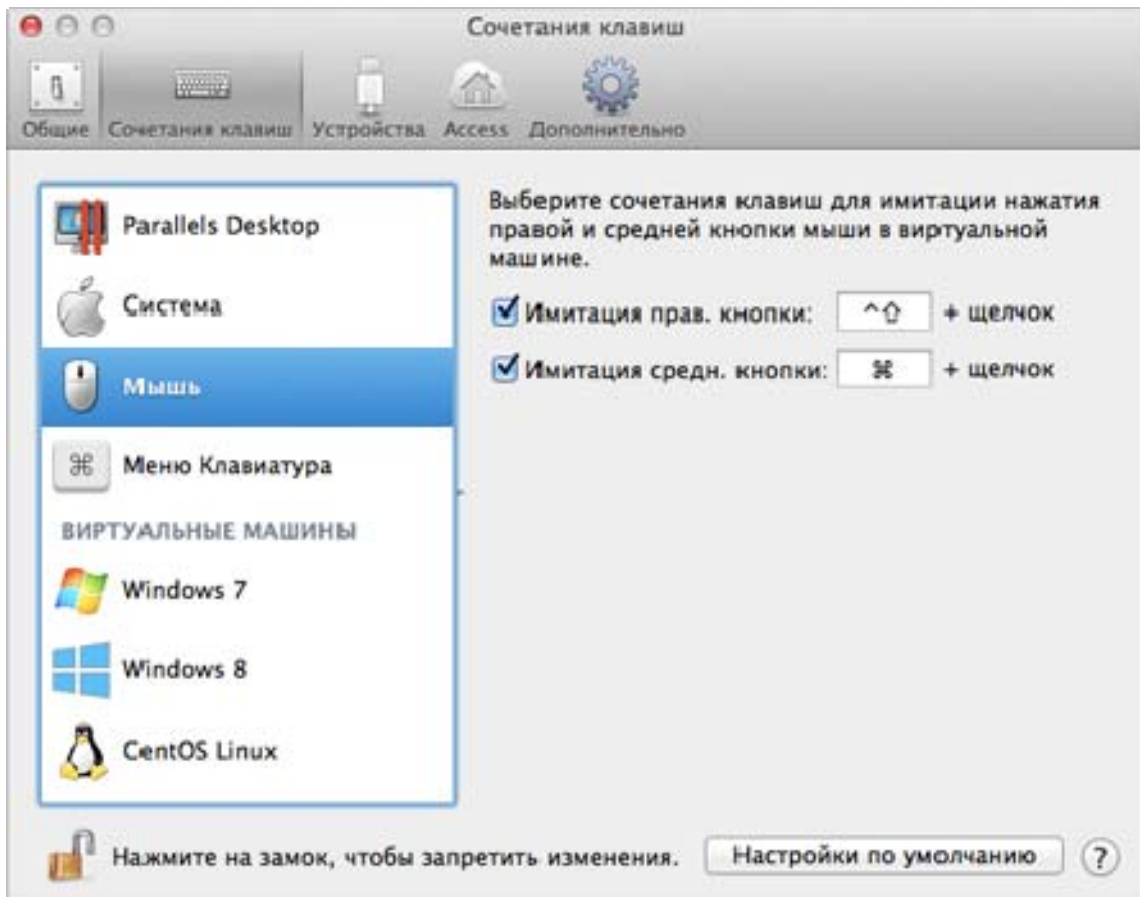 Сочетания клавиш
Общие
Сочетания клавиш
Устройства
Access
Дополнительно
Parallels Desktop
Система
Мышь
⌘ Меню Клавиатура
ВИРТУАЛЬНЫЕ МАШИНЫ
Windows 7
Windows 8
CentOS Linux
Выберите сочетания клавиш для имитации нажатия
правой и средней кнопки мыши в виртуальной
машине.
Имитация прав. кнопки: ^⇧ + щелчок
Имитация средн. кнопки: ⌘ + щелчок
Нажмите на замок, чтобы запретить изменения.
Настройки по умолчанию
?